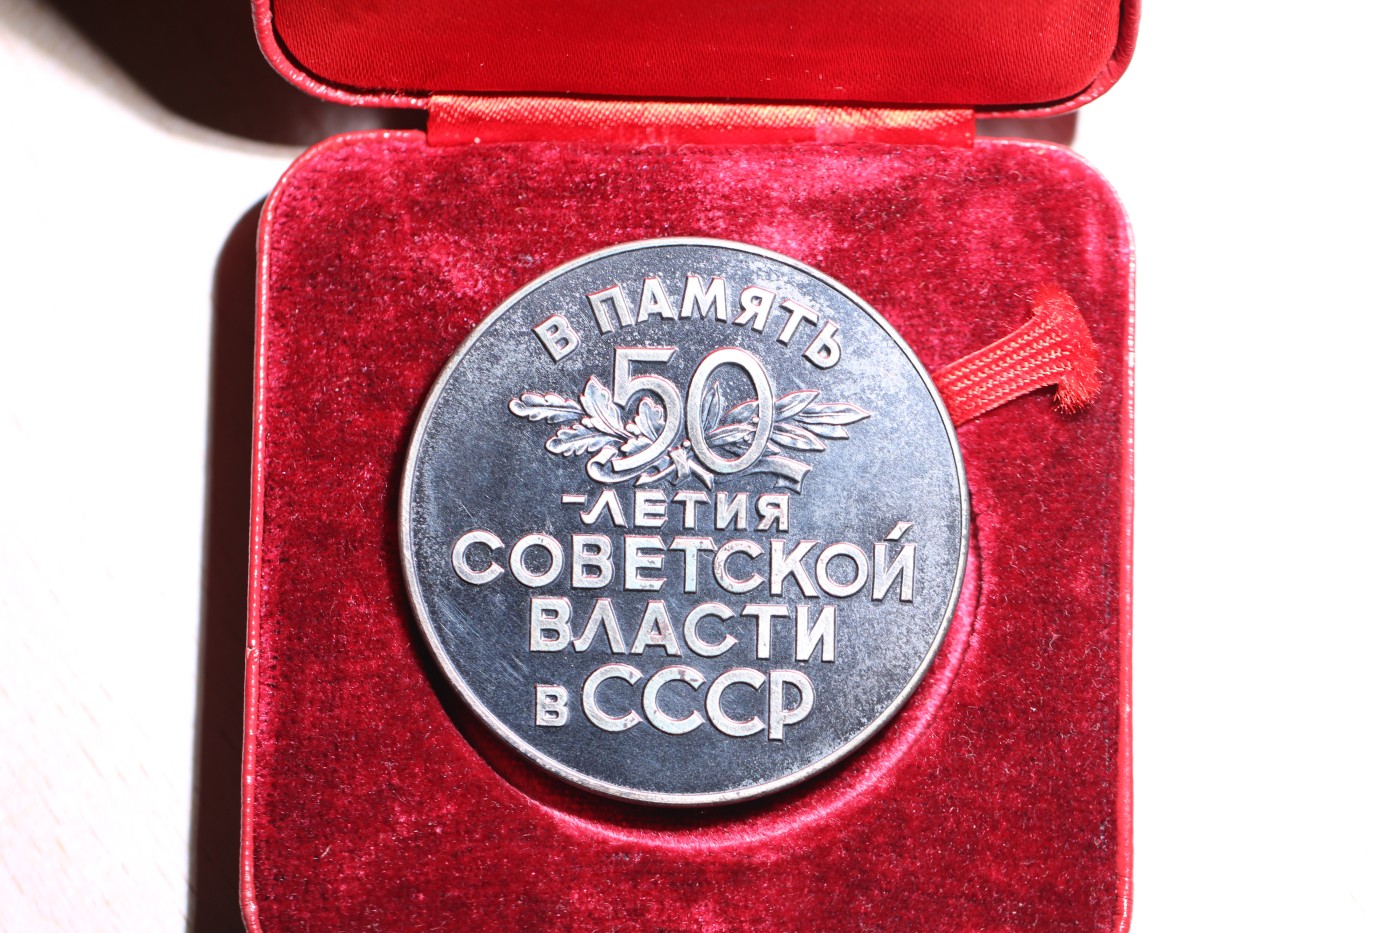 В ПАМЯТЬ
50
-ЛЕТИЯ
СОВЕТСКОЙ
ВЛАСТИ
в СССР